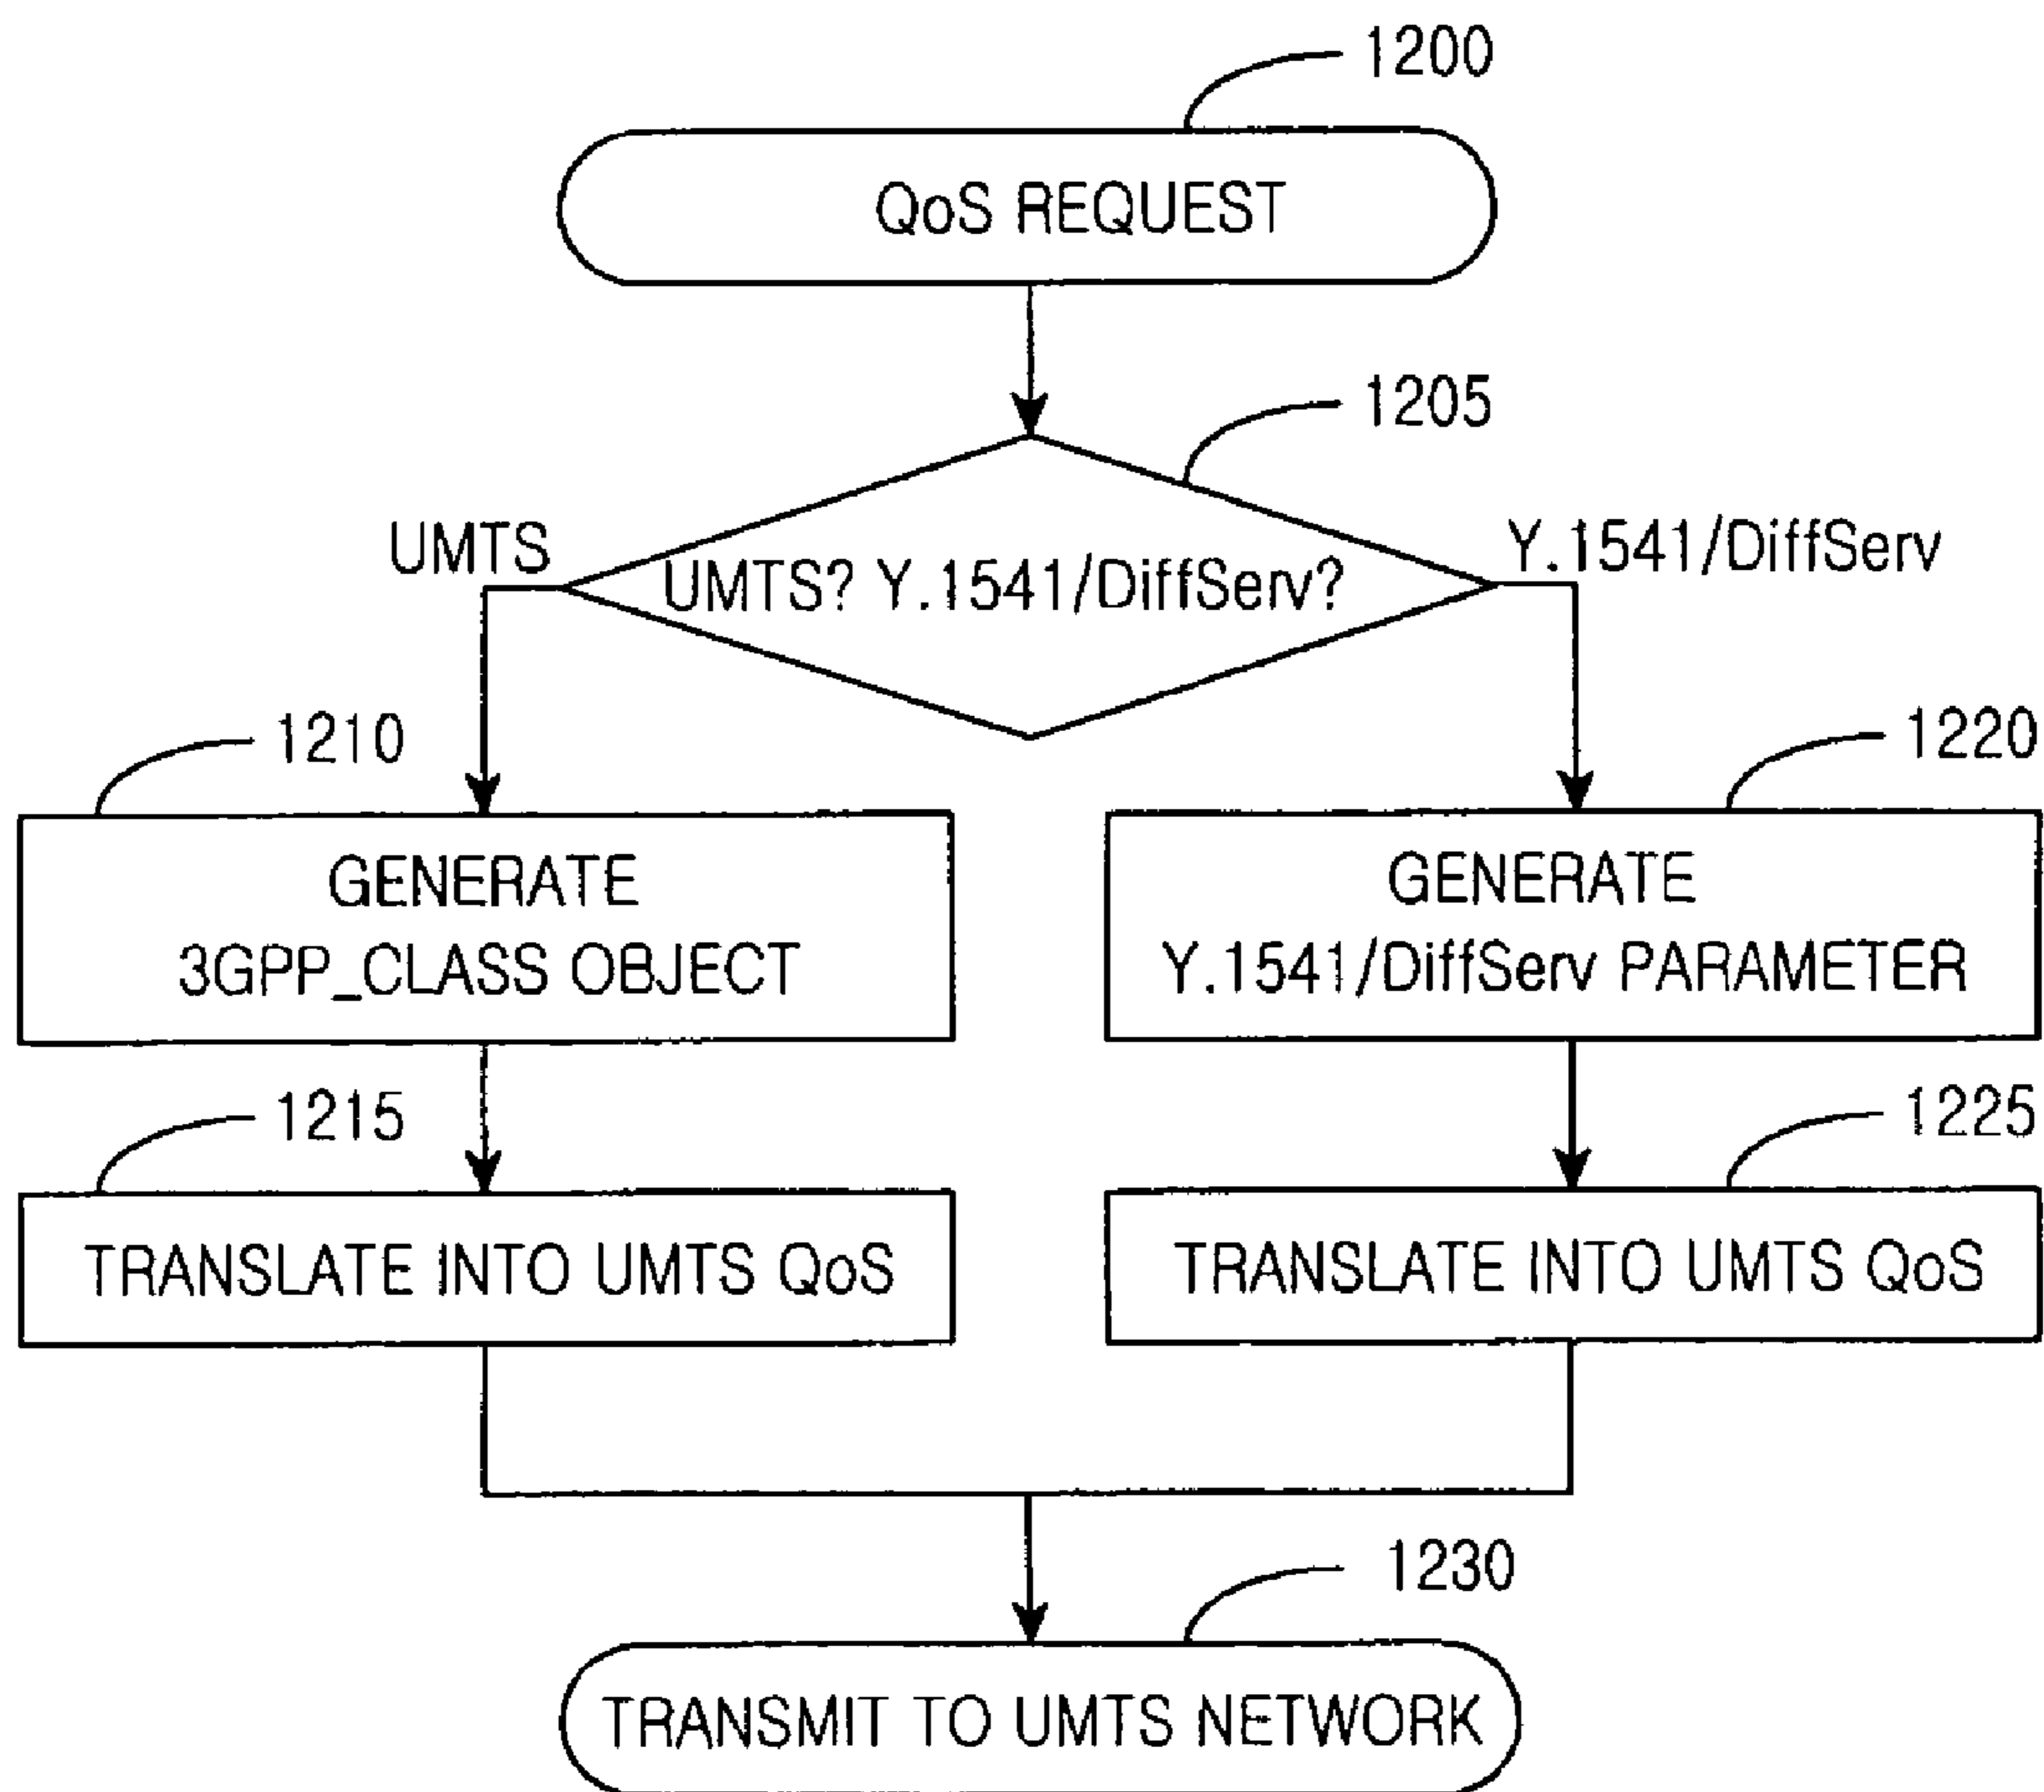 1200
QoS REQUEST
1205
UMTS
UMTS? Y.1541/DiffServ?
Y.1541/DiffServ
1210
1220
GENERATE
3GPP_CLASS OBJECT
GENERATE
Y.1541/DiffServ PARAMETER
1215
1225
TRANSLATE INTO UMTS QoS
TRANSLATE INTO UMTS QoS
1230
TRANSMIT TO UMTS NETWORK